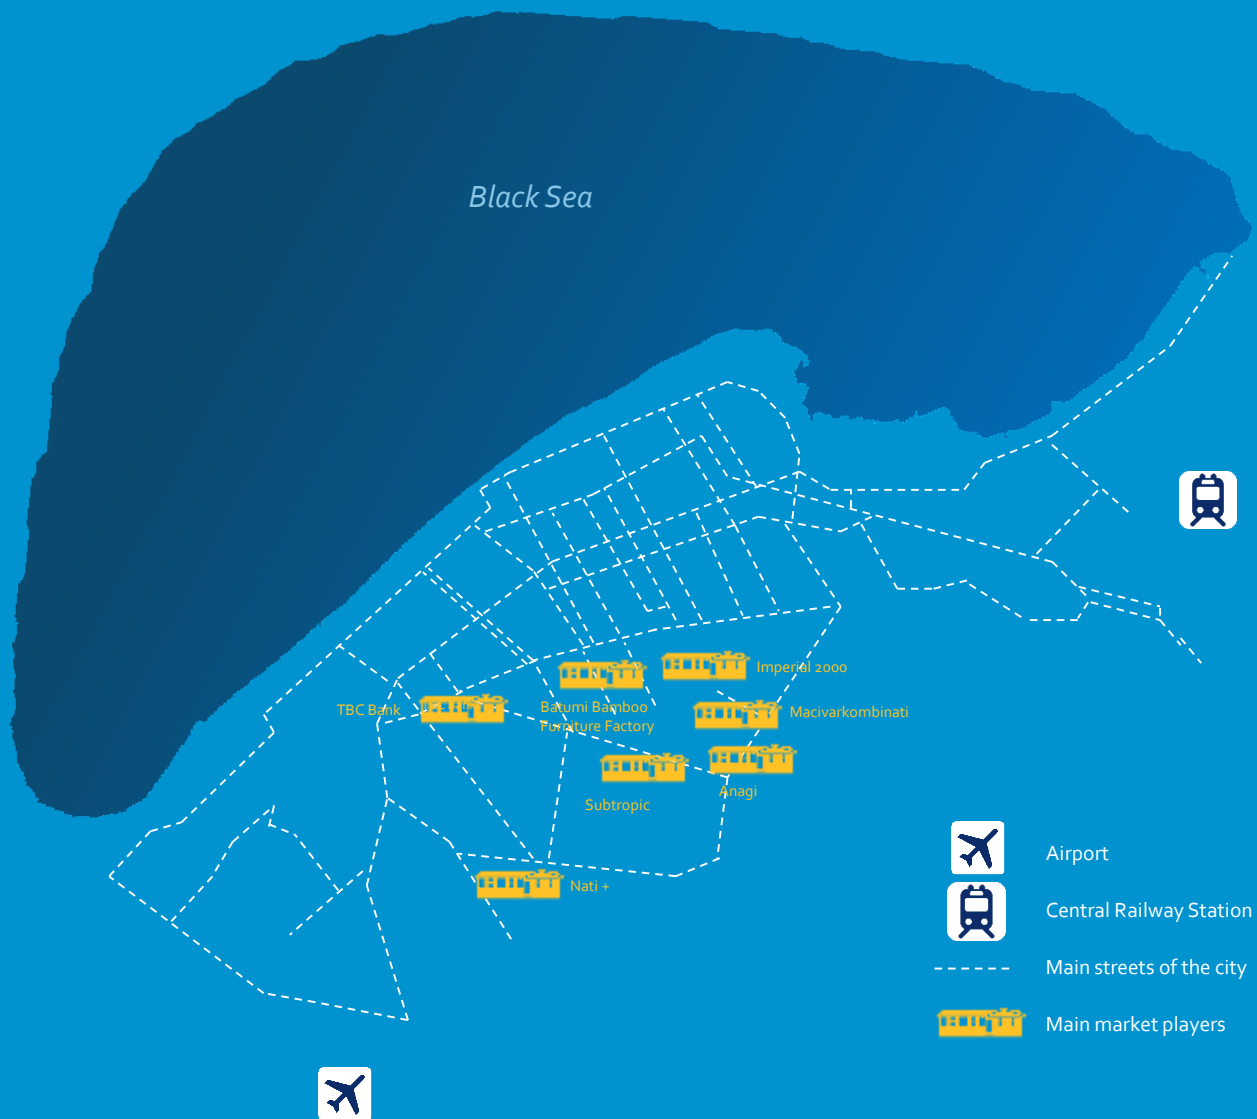 Black Sea
Imperial 2000
TBC Bank
Batumi Bamboo
Furniture Factory
Macivarkombinati
Anagi
Subtropic
Nati +
Airport
Central Railway Station
Main streets of the city
Main market players